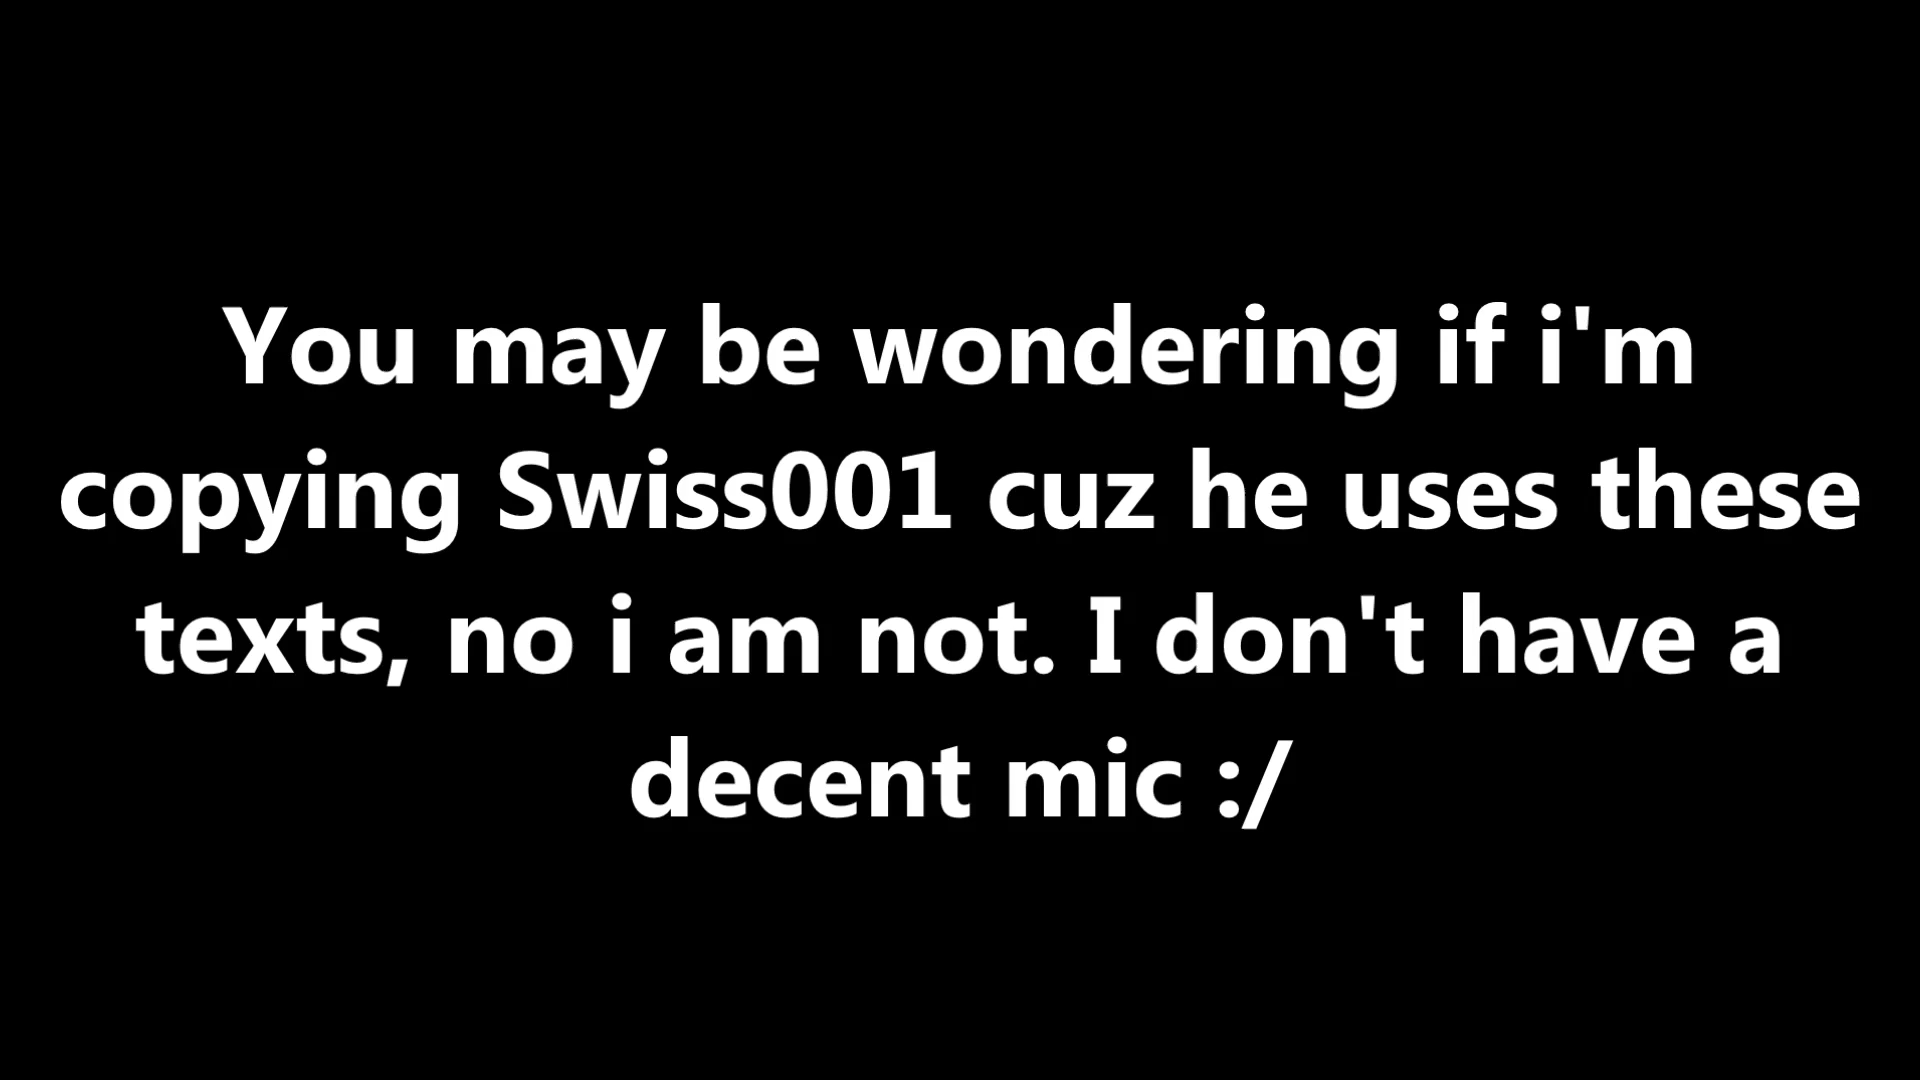 You may be wondering if i'm
copying Swiss001 cuz he uses these
texts, no i am not. I don't have a
decent mic :/